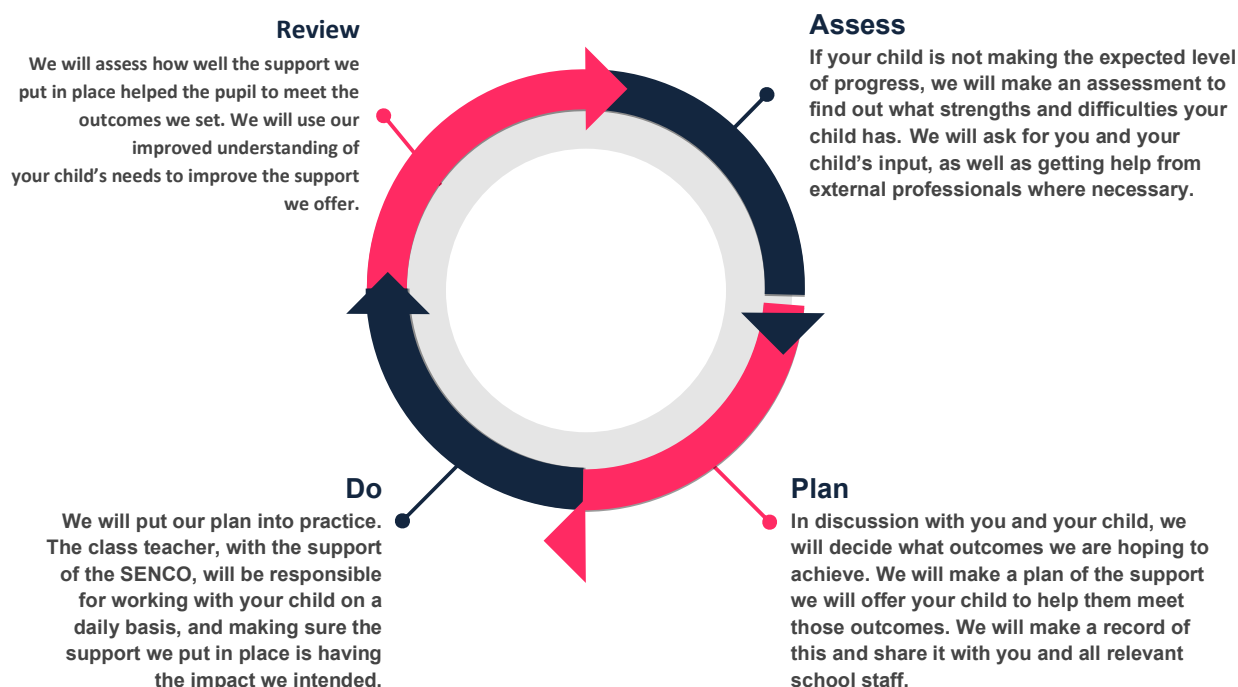 Review
We will assess how well the support we
put in place helped the pupil to meet the
outcomes we set. We will use our
improved understanding of
your child’s needs to improve the support
we offer.
Assess
If your child is not making the expected level
of progress, we will make an assessment to
find out what strengths and difficulties your
child has. We will ask for you and your
child’s input, as well as getting help from
external professionals where necessary.
Do
We will put our plan into practice.
The class teacher, with the support
of the SENCO, will be responsible
for working with your child on a
daily basis, and making sure the
support we put in place is having
the impact we intended.
Plan
In discussion with you and your child, we
will decide what outcomes we are hoping to
achieve. We will make a plan of the support
we will offer your child to help them meet
those outcomes. We will make a record of
this and share it with you and all relevant
school staff.